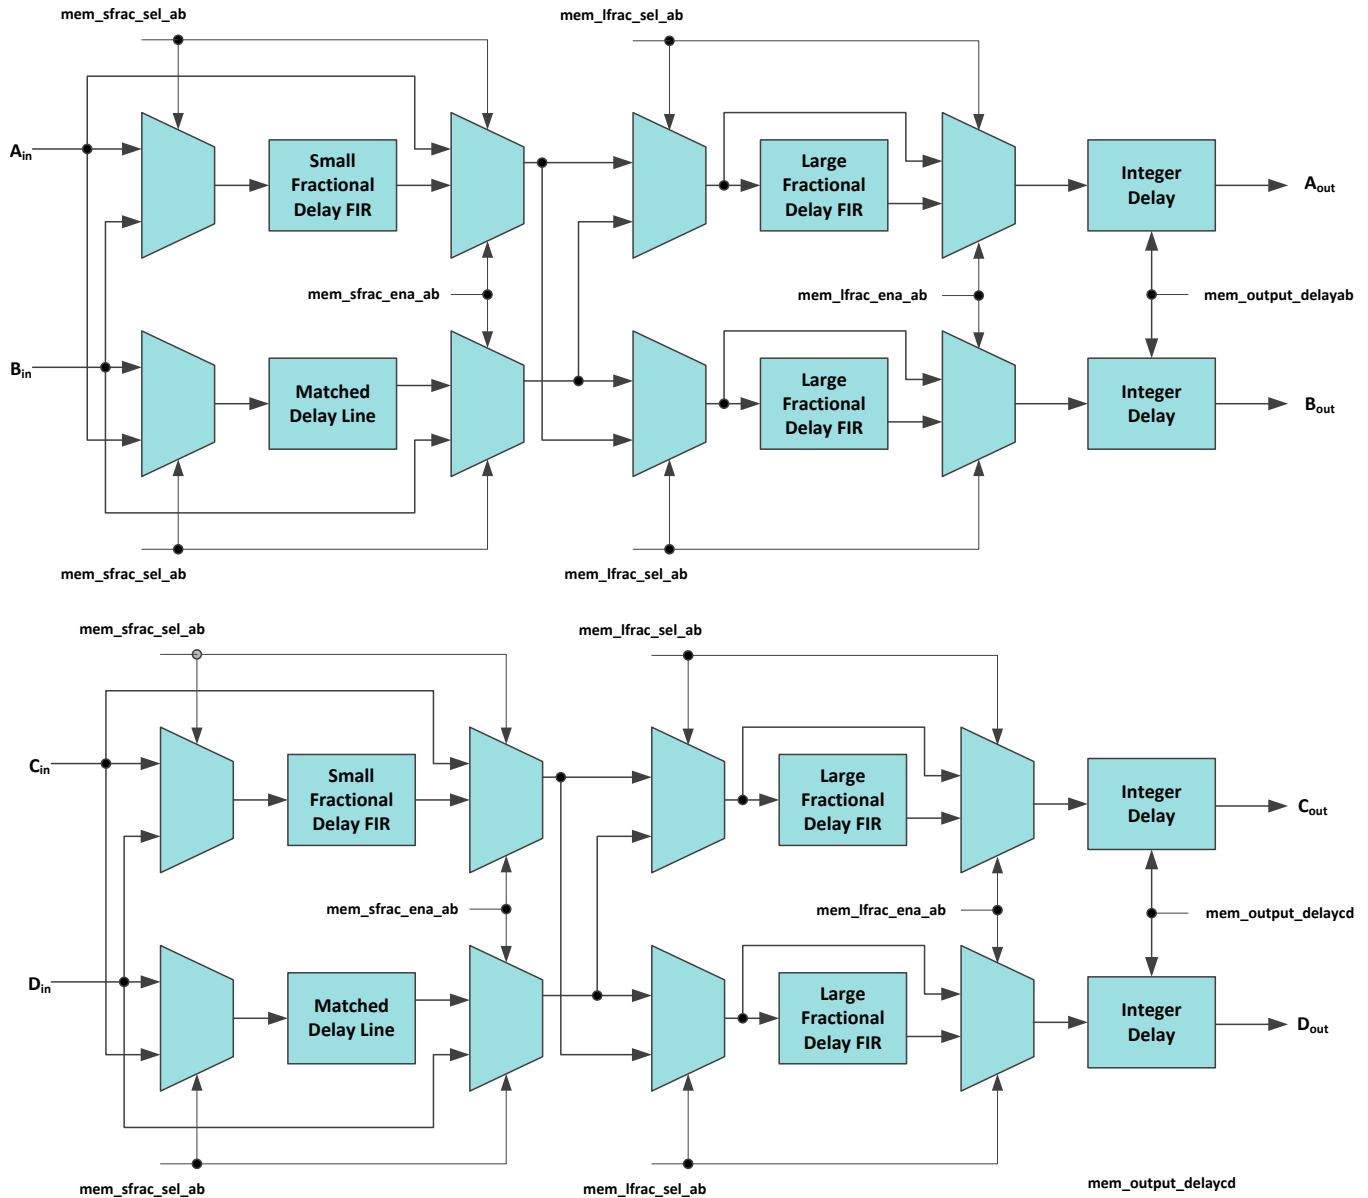 mem_sfrac_sel_ab
mem_lfrac_sel_ab
Ain
Small
Fractional
Delay FIR
Large
Fractional
Delay FIR
Integer
Delay
Aout
mem_sfrac_ena_ab
mem_lfrac_ena_ab
mem_output_delayab
Bin
Matched
Delay Line
Large
Fractional
Delay FIR
Integer
Delay
Bout
mem_sfrac_sel_ab
mem_lfrac_sel_ab
mem_sfrac_sel_ab
mem_lfrac_sel_ab
Cin
Small
Fractional
Delay FIR
Large
Fractional
Delay FIR
Integer
Delay
Cout
mem_sfrac_ena_ab
mem_lfrac_ena_ab
mem_output_delaycd
Din
Matched
Delay Line
Large
Fractional
Delay FIR
Integer
Delay
Dout
mem_sfrac_sel_ab
mem_lfrac_sel_ab
mem_output_delaycd